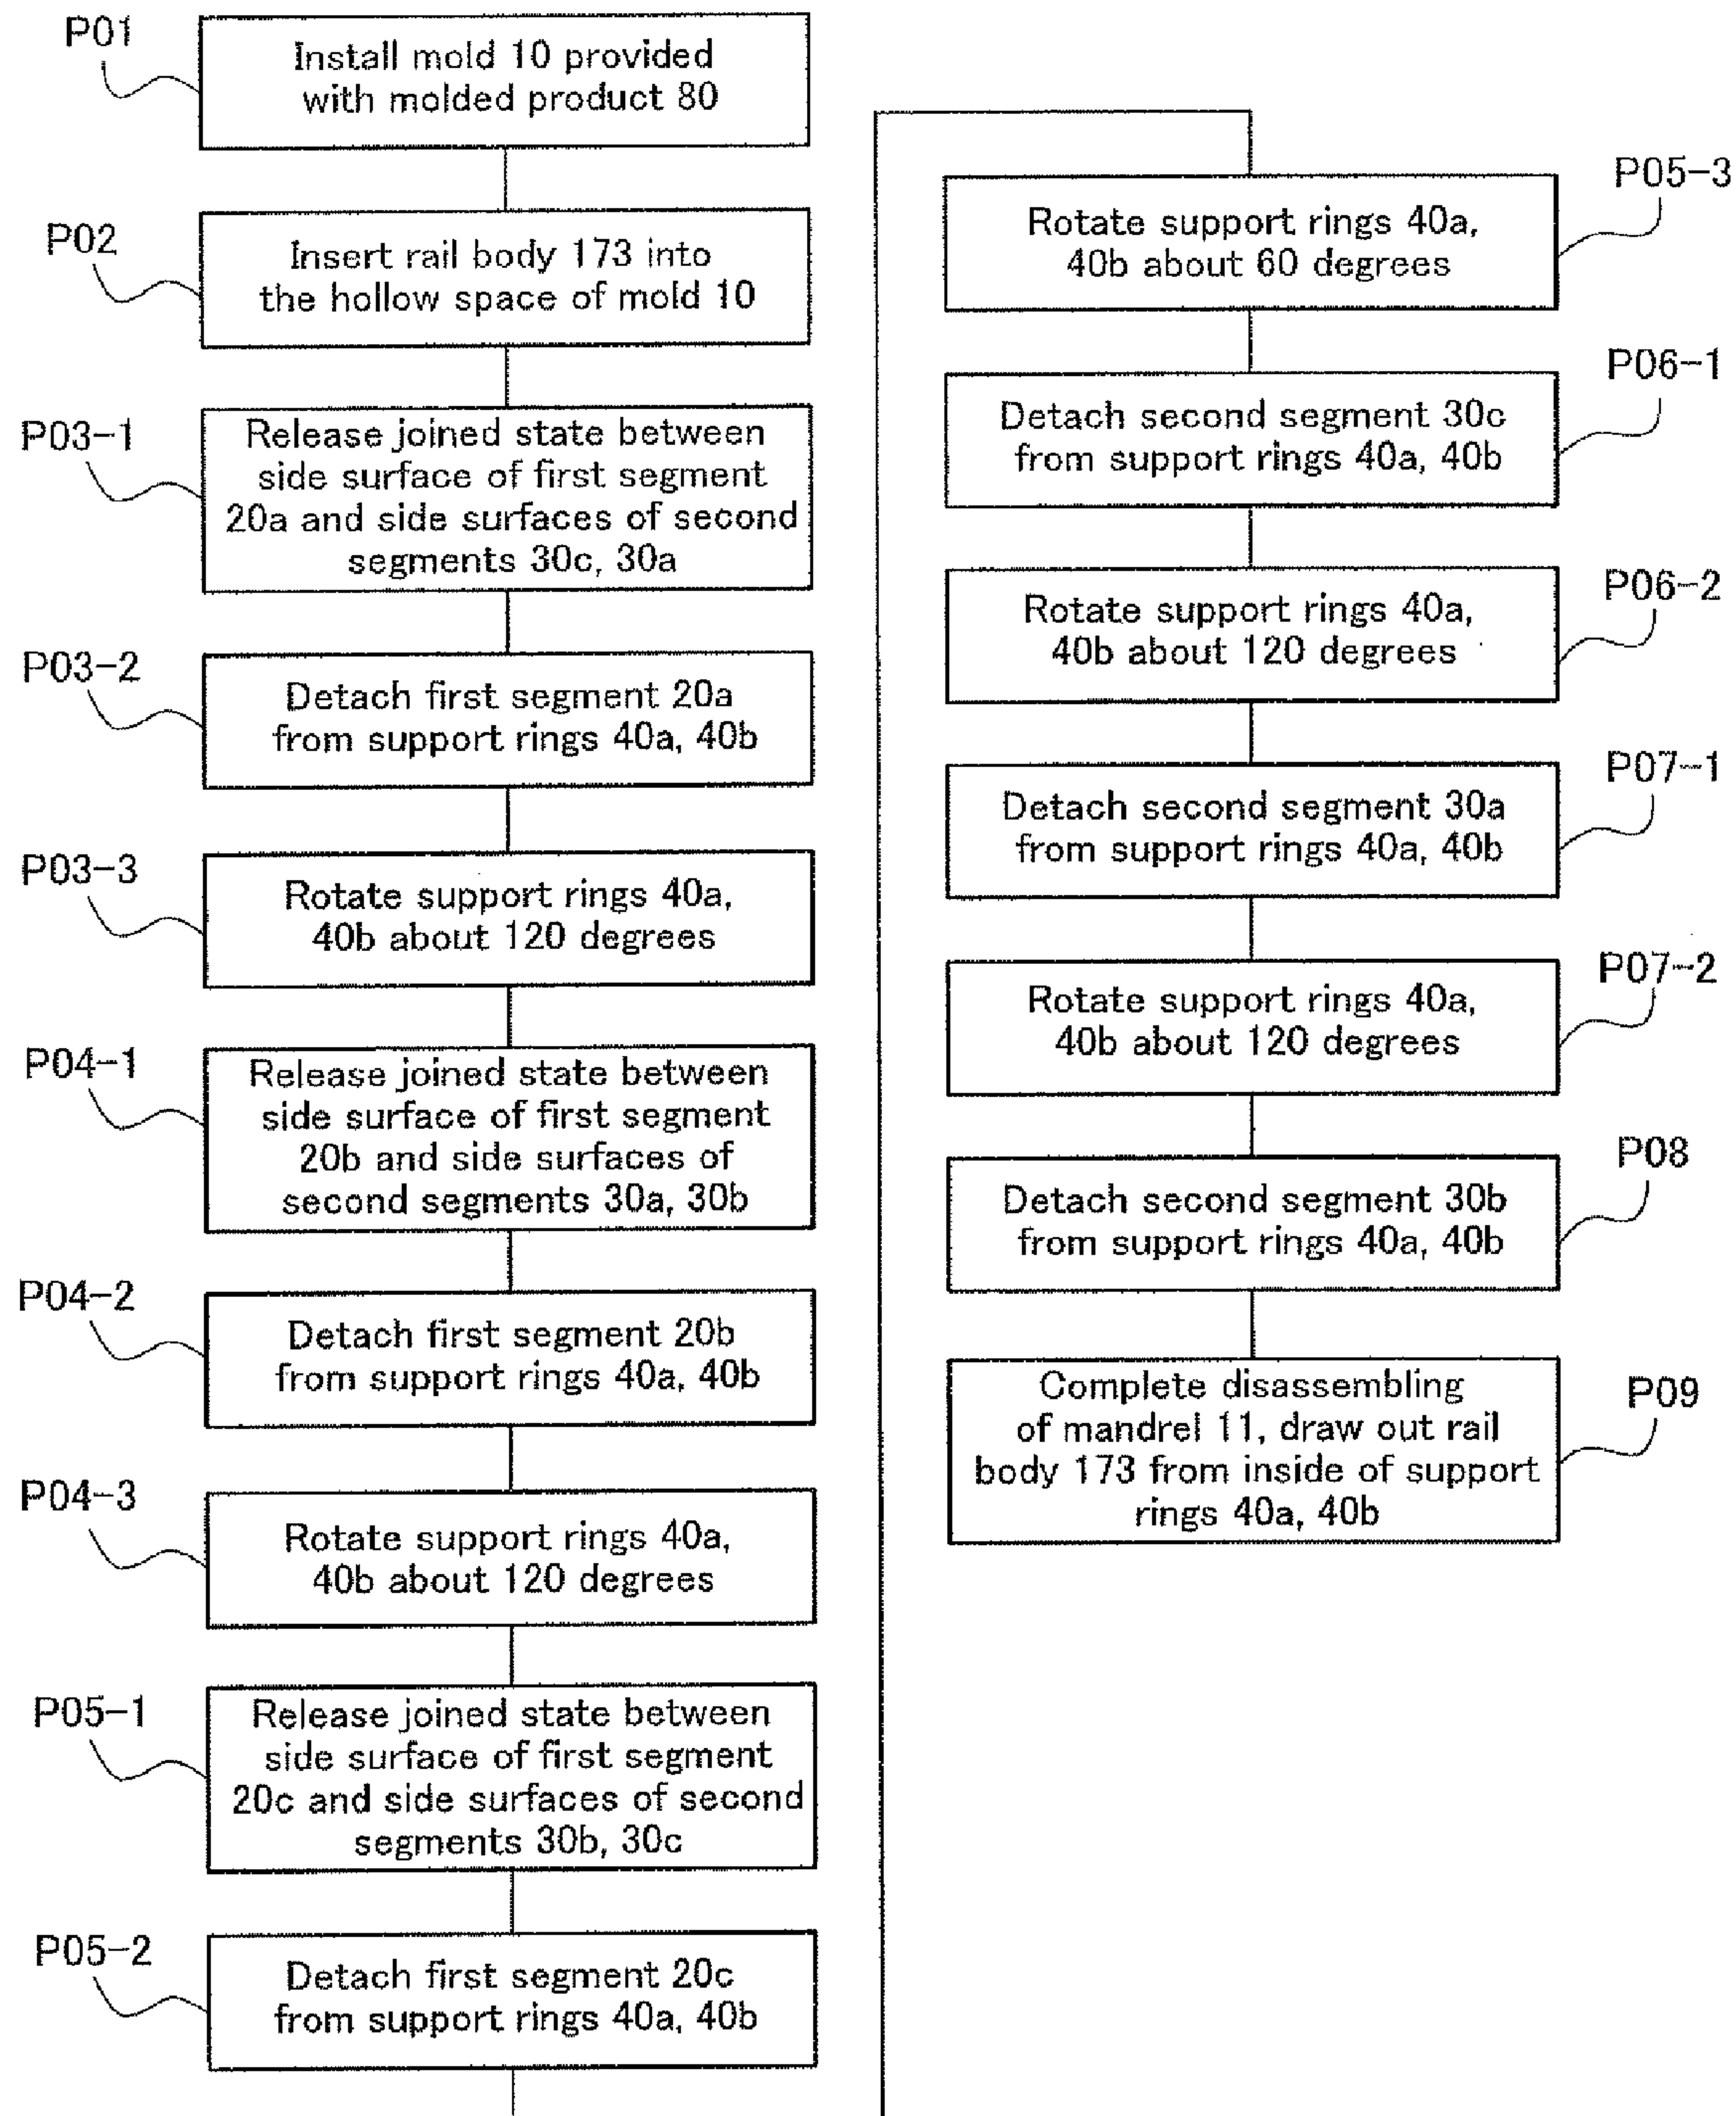 P01
Install mold 10 provided
with molded product 80
P02
Insert rail body 173 into
the hollow space of mold 10
P03-1
Release joined state between
side surface of first segment
20a and side surfaces of second
segments 30c, 30a
P03-2
Detach first segment 20a
from support rings 40a, 40b
P03-3
Rotate support rings 40a,
40b about 120 degrees
P04-1
Release joined state between
side surface of first segment
20b and side surfaces of
second segments 30a, 30b
P04-2
Detach first segment 20b
from support rings 40a, 40b
P04-3
Rotate support rings 40a,
40b about 120 degrees
P05-1
Release joined state between
side surface of first segment
20c and side surfaces of second
segments 30b, 30c
P05-2
Detach first segment 20c
from support rings 40a, 40b
P05-3
Rotate support rings 40a,
40b about 60 degrees
P06-1
Detach second segment 30c
from support rings 40a, 40b
P06-2
Rotate support rings 40a,
40b about 120 degrees
P07-1
Detach second segment 30a
from support rings 40a, 40b
P07-2
Rotate support rings 40a,
40b about 120 degrees
P08
Detach second segment 30b
from support rings 40a, 40b
P09
Complete disassembling
of mandrel 11, draw out rail
body 173 from inside of support
rings 40a, 40b